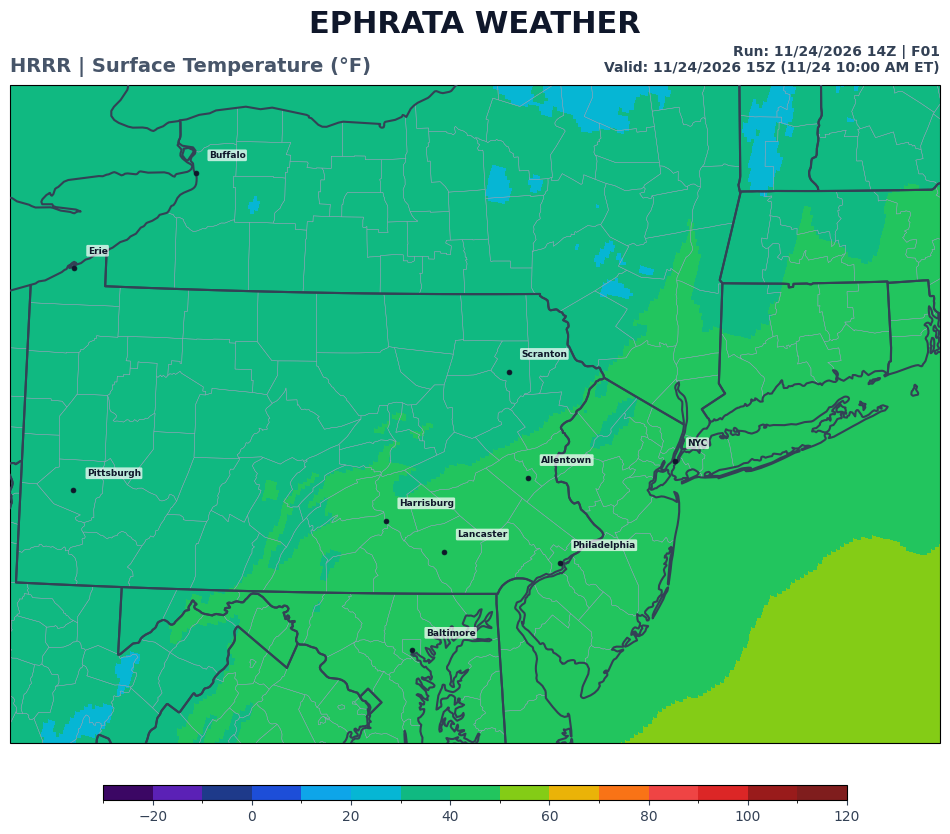 EPHRATA WEATHER
HRRR | Surface Temperature (°F)
Run: 11/24/2026 14Z | F01
Valid: 11/24/2026 15Z (11/24 10:00 AM ET)
Buffalo
Erie
Scranton
NYC
Allentown
Pittsburgh
Harrisburg
Lancaster
Philadelphia
Baltimore
−20 0 20 40 60 80 100 120